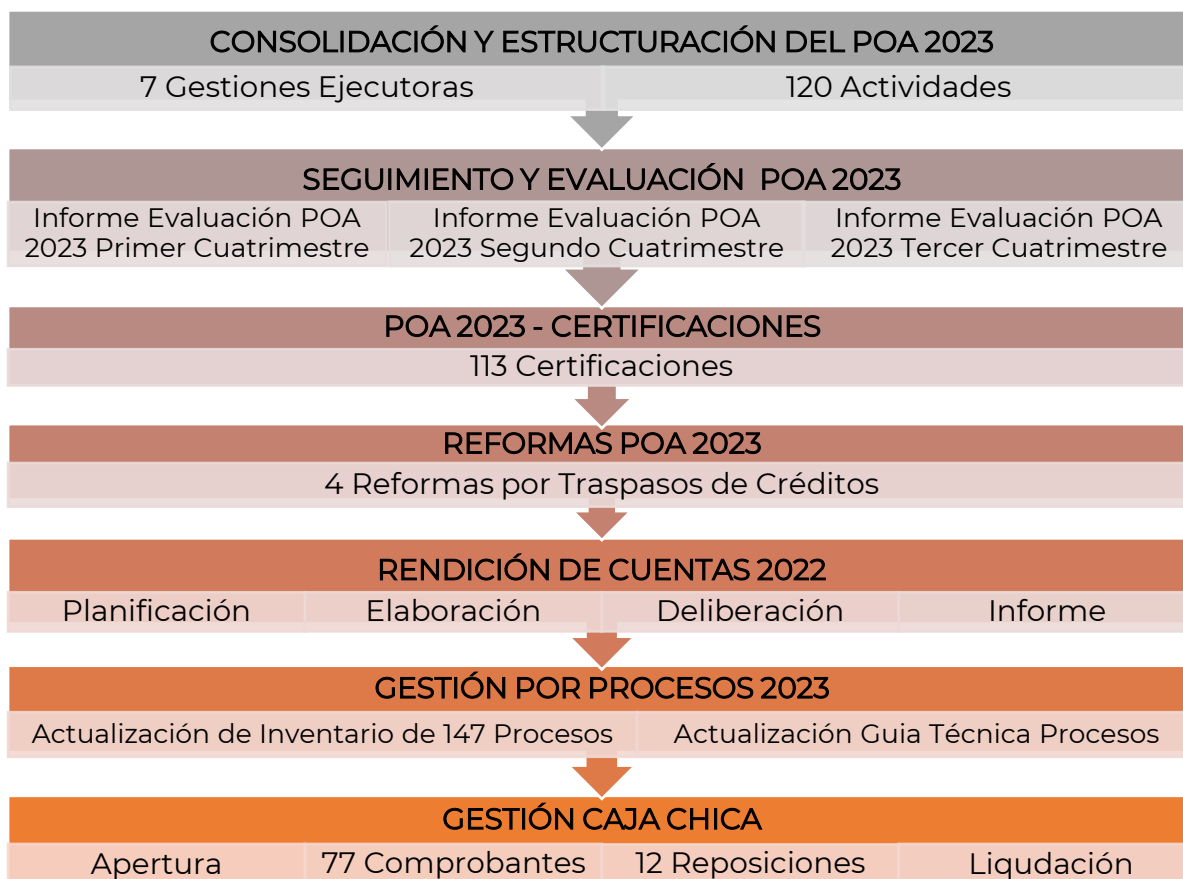 CONSOLIDACIÓN Y ESTRUCTURACIÓN DEL POA 2023
7 Gestiones Ejecutoras
120 Actividades
SEGUIMIENTO Y EVALUACIÓN POA 2023
Informe Evaluación POA
2023 Primer Cuatrimestre
Informe Evaluación POA
2023 Segundo Cuatrimestre
Informe Evaluación POA
2023 Tercer Cuatrimestre
POA 2023 - CERTIFICACIONES
113 Certificaciones
REFORMAS POA 2023
4 Reformas por Traspasos de Créditos
RENDICIÓN DE CUENTAS 2022
Planificación
Elaboración
Deliberación
Informe
GESTIÓN POR PROCESOS 2023
Actualización de Inventario de 147 Procesos
Actualización Guia Técnica Procesos
GESTIÓN CAJA CHICA
Apertura
77 Comprobantes
12 Reposiciones
Liqudación